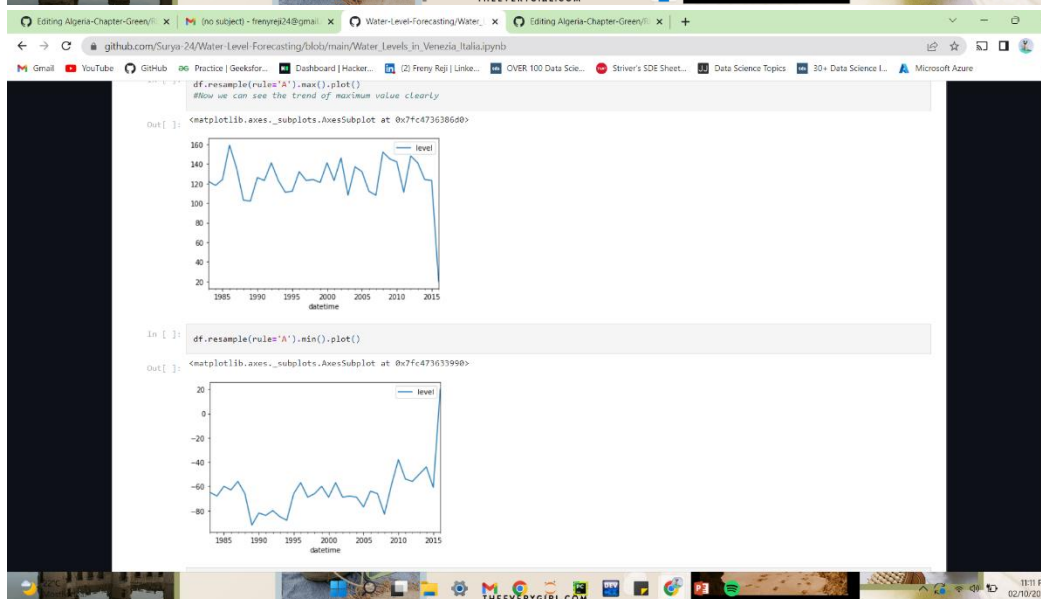 THEEVERYGIRL.COM
Editing Algeria-Chapter-Green/
(no subject) - frenyreji24@gmail
Water-Level-Forecasting/Water_
Editing Algeria-Chapter-Green/
github.com/Surya-24/Water-Level-Forecasting/blob/main/Water_Levels_in_Venezia_Italia.ipynb
Gmail YouTube GitHub Practice | Geeksfor... Dashboard | Hacker... (2) Freny Reji | Linke... OVER 100 Data Scie... Striver's SDE Sheet... Data Science Topics 30+ Data Science I... Microsoft Azure
df.resample(rule='A').max().plot()
#Now we can see the trend of maximum value clearly
Out[ ]: <matplotlib.axes._subplots.AxesSubplot at 0x7fc4736386d0>
level
160
140
120
100
80
60
40
20
1985 1990 1995 2000 2005 2010 2015
datetime
In [ ]: df.resample(rule='A').min().plot()
Out[ ]: <matplotlib.axes._subplots.AxesSubplot at 0x7fc473633990>
level
20
0
−20
−40
−60
−80
1985 1990 1995 2000 2005 2010 2015
datetime
THEEVERYGIRL.COM
11:11
02/10/20